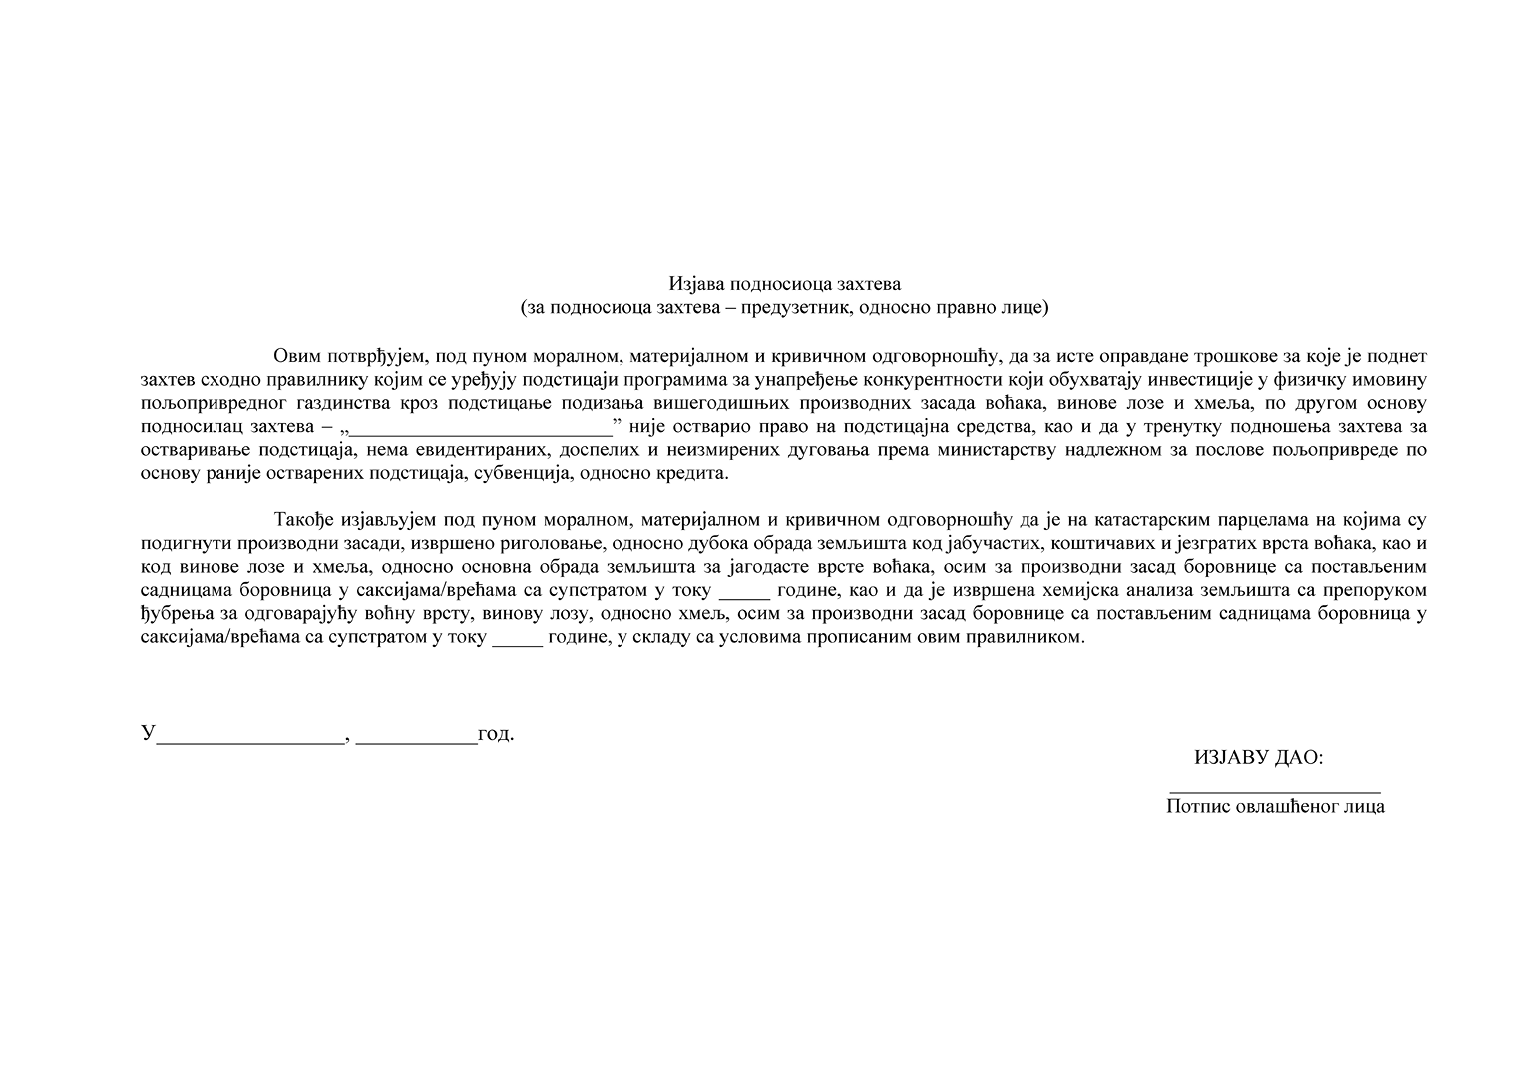 Изјава подносиоца захтева
(за подносиоца захтева – предузетник, односно правно лице)
Овим потврђујем, под пуном моралном, материјалном и кривичном одговорношћу, да за исте оправдане трошкове за које је поднет
захтев сходно правилнику којим се уређују подстицаји програмима за унапређење конкурентности који обухватају инвестиције у физичку имовину
пољопривредног газдинства кроз подстицање подизања вишегодишњих производних засада воћака, винове лозе и хмеља, по другом основу
подносилац захтева – „__________________________” није остварио право на подстицајна средства, као и да у тренутку подношења захтева за
остваривање подстицаја, нема евидентираних, доспелих и неизмирених дуговања према министарству надлежном за послове пољопривреде по
основу раније остварених подстицаја, субвенција, односно кредита.
Такође изјављујем под пуном моралном, материјалном и кривичном одговорношћу да је на катастарским парцелама на којима су
подигнути производни засади, извршено риголовање, односно дубока обрада земљишта код јабучастих, коштичавих и језгратих врста воћака, као и
код винове лозе и хмеља, односно основна обрада земљишта за јагодасте врсте воћака, осим за производни засад боровнице са постављеним
садницама боровница у саксијама/врећама са супстратом у току _____ године, као и да је извршена хемијска анализа земљишта са препоруком
ђубрења за одговарајућу воћну врсту, винову лозу, односно хмељ, осим за производни засад боровнице са постављеним садницама боровница у
саксијама/врећама са супстратом у току _____ године, у складу са условима прописаним овим правилником.
У_________________, ___________год.
ИЗЈАВУ ДАО:
_____________________
Потпис овлашћеног лица